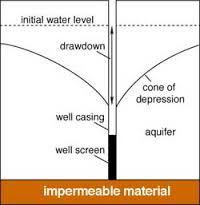 initial water level
drawdown
cone of
depression
well casing
aquifer
well screen
impermeable material